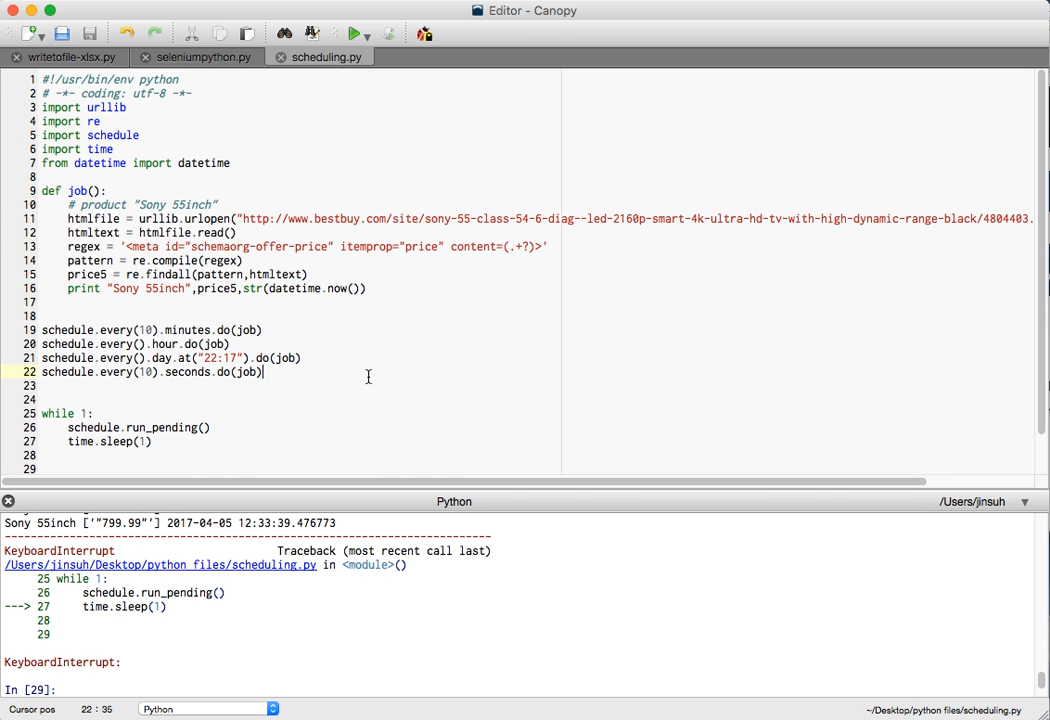 Editor - Canopy
writetofile-xlsx.py
seleniumpython.py
scheduling.py
1 #!/usr/bin/env python
2 # -*- coding: utf-8 -*-
3 import urllib
4 import re
5 import schedule
6 import time
7 from datetime import datetime
8
9 def job():
10     # product "Sony 55inch"
11     htmlfile = urllib.urlopen("http://www.bestbuy.com/site/sony-55-class-54-6-diag--led-2160p-smart-4k-ultra-hd-tv-with-high-dynamic-range-black/4804403.
12     htmltext = htmlfile.read()
13     regex = '<meta id="schemaorg-offer-price" itemprop="price" content=(.+?)>'
14     pattern = re.compile(regex)
15     price5 = re.findall(pattern,htmltext)
16     print "Sony 55inch",price5,str(datetime.now())
17
18
19 schedule.every(10).minutes.do(job)
20 schedule.every().hour.do(job)
21 schedule.every().day.at("22:17").do(job)
22 schedule.every(10).seconds.do(job)
23
24
25 while 1:
26     schedule.run_pending()
27     time.sleep(1)
28
29
Python /Users/jinsuh
Sony 55inch ['"799.99"'] 2017-04-05 12:33:39.476773
---------------------------------------------------------------------------
KeyboardInterrupt                         Traceback (most recent call last)
/Users/jinsuh/Desktop/python files/scheduling.py in <module>()
     25 while 1:
     26     schedule.run_pending()
---> 27     time.sleep(1)
     28
     29
KeyboardInterrupt:
In [29]:
Cursor pos 22 : 35 Python ~/Desktop/python files/scheduling.py